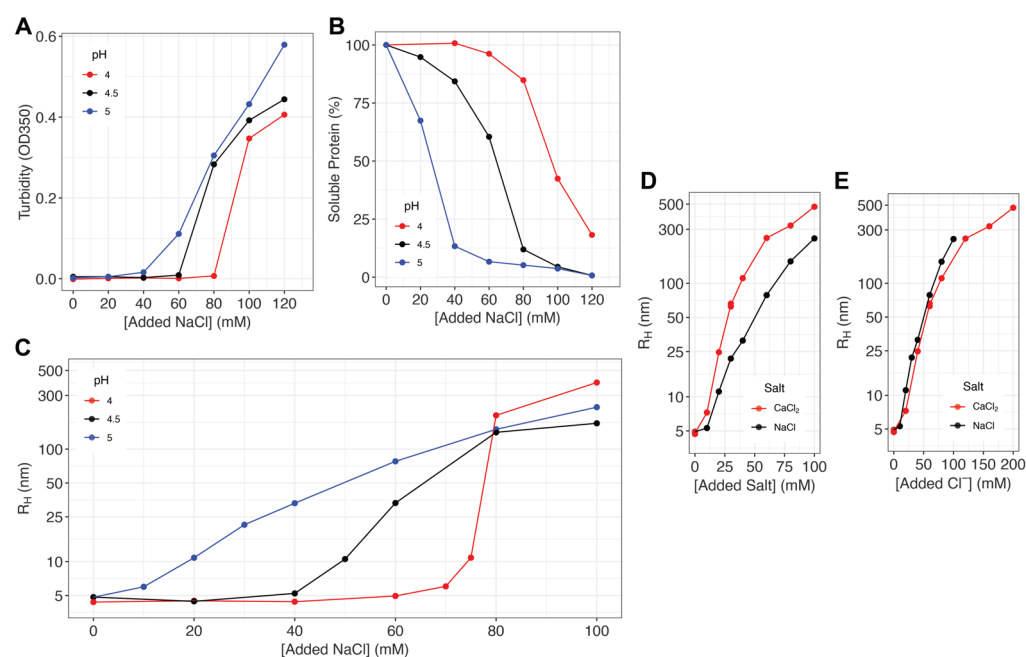 A
0.6
0.4
0.2
0.0
Turbidity (OD350)
pH
4
4.5
5
0 20 40 60 80 100 120
[Added NaCl] (mM)
B
100
75
50
25
0
Soluble Protein (%)
pH
4
4.5
5
0 20 40 60 80 100 120
[Added NaCl] (mM)
C
500
300
100
50
25
10
5
RH (nm)
pH
4
4.5
5
0 20 40 60 80 100
[Added NaCl] (mM)
D
500
300
100
50
25
10
5
RH (nm)
Salt
CaCl₂
NaCl
0 25 50 75 100
[Added Salt] (mM)
E
500
300
100
50
25
10
5
RH (nm)
Salt
CaCl₂
NaCl
0 50 100 150 200
[Added Cl⁻] (mM)